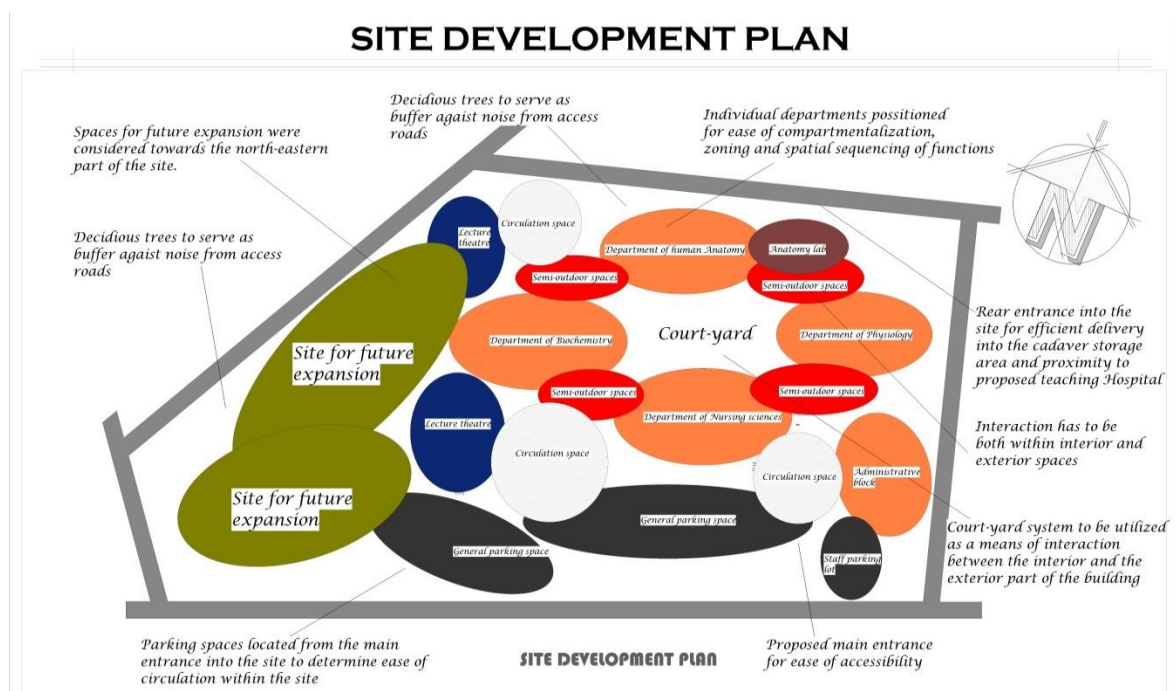 SITE DEVELOPMENT PLAN
Decidious trees to serve as
buffer agaist noise from access
roads
Individual departments possitioned
for ease of compartmentalization,
zoning and spatial sequencing of functions
Spaces for future expansion were
considered towards the north-eastern
part of the site.
Decidious trees to serve as
buffer agaist noise from access
roads
Lecture
theatre
Circulation space
Department of human Anatomy
Anatomy lab
Semi-outdoor spaces
Semi-outdoor spaces
Rear entrance into the
site for efficient delivery
into the cadaver storage
area and proximity to
proposed teaching Hospital
Site for future
expansion
Department of Biochemistry
Court-yard
Department of Physiology
Semi-outdoor spaces
Semi-outdoor spaces
Lecture theatre
Department of Nursing sciences
Interaction has to be
both within interior and
exterior spaces
Circulation space
Circulation space
Administrative
block
Site for future
expansion
General parking space
General parking space
Staff parking
lot
Court-yard system to be utilized
as a means of interaction
between the interior and the
exterior part of the building
Parking spaces located from the main
entrance into the site to determine ease of
circulation within the site
SITE DEVELOPMENT PLAN
Proposed main entrance
for ease of accessibility